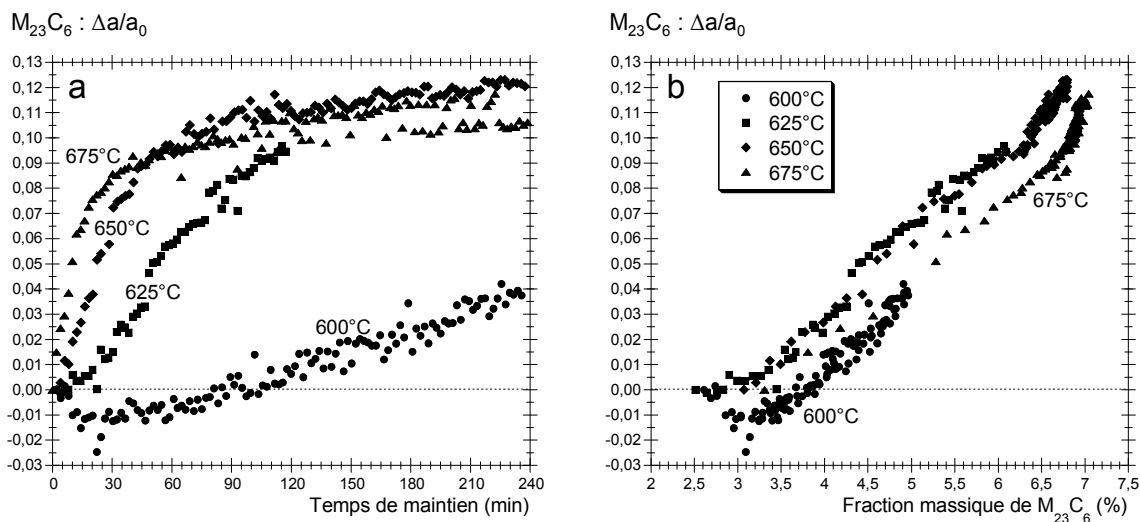 M₂₃C₆ : Δa/a₀
0,13
0,12
0,11
0,10
0,09
0,08
0,07
0,06
0,05
0,04
0,03
0,02
0,01
0,00
-0,01
-0,02
-0,03
a
675°C
650°C
625°C
600°C
0 30 60 90 120 150 180 210 240
Temps de maintien (min)
M₂₃C₆ : Δa/a₀
0,13
0,12
0,11
0,10
0,09
0,08
0,07
0,06
0,05
0,04
0,03
0,02
0,01
0,00
-0,01
-0,02
-0,03
b
600°C
625°C
650°C
675°C
675°C
600°C
2 2,5 3 3,5 4 4,5 5 5,5 6 6,5 7 7,5
Fraction massique de M₂₃C₆ (%)